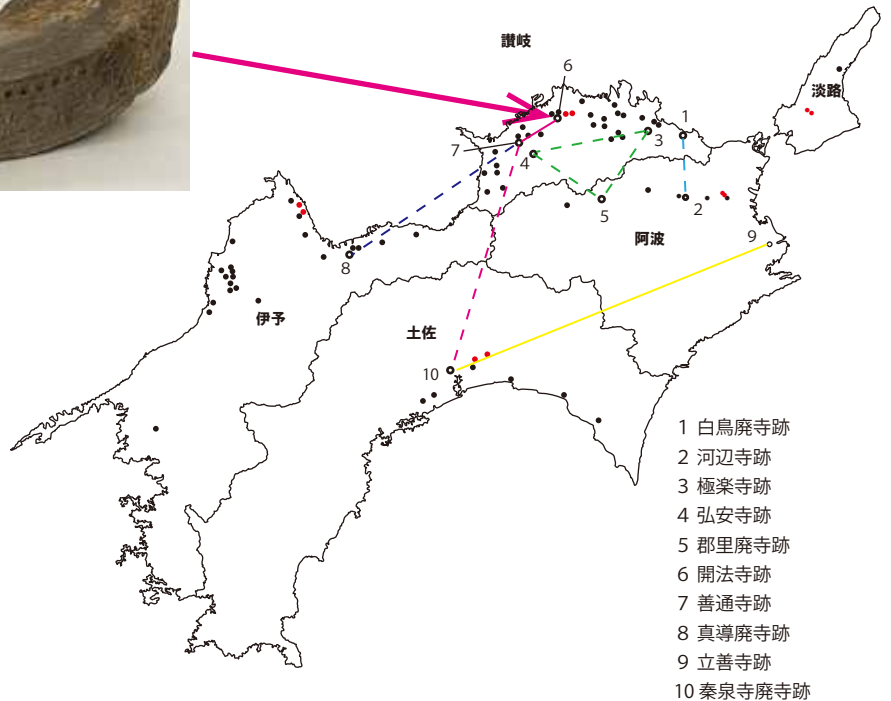 讃岐
6
淡路
1
7
4
3
5
2
阿波
9
8
伊予
土佐
10
1 白鳥廃寺跡
2 河辺寺跡
3 極楽寺跡
4 弘安寺跡
5 郡里廃寺跡
6 開法寺跡
7 善通寺跡
8 真導廃寺跡
9 立善寺跡
10 秦泉寺廃寺跡